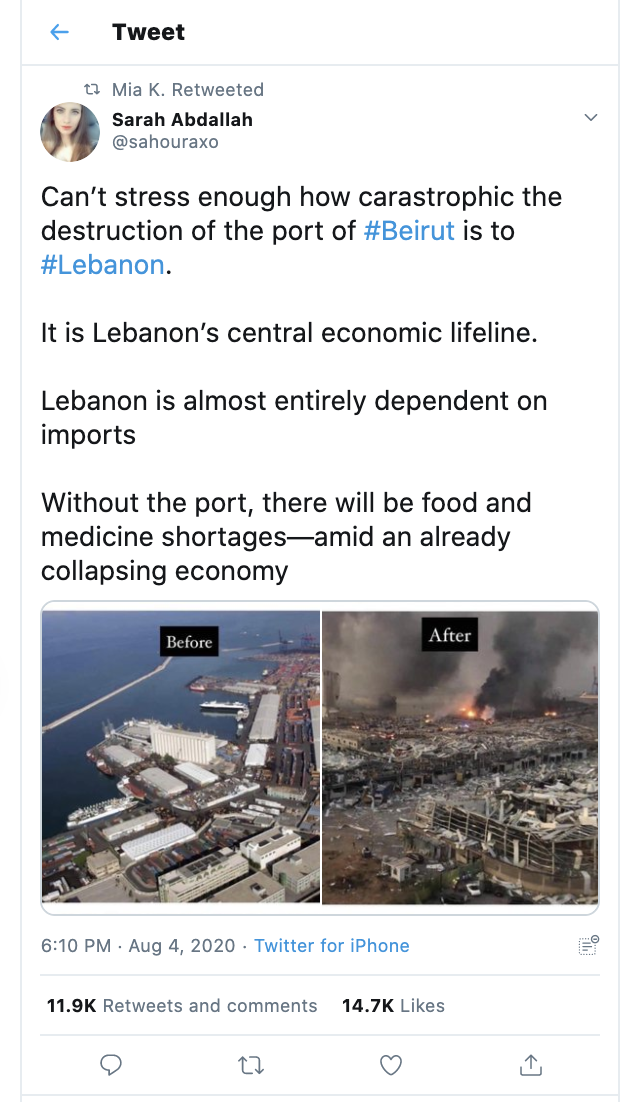 Tweet
Mia K. Retweeted
Sarah Abdallah
@sahouraxo
Can’t stress enough how carastrophic the
destruction of the port of #Beirut is to
#Lebanon.
It is Lebanon’s central economic lifeline.
Lebanon is almost entirely dependent on
imports
Without the port, there will be food and
medicine shortages—amid an already
collapsing economy
Before
After
6:10 PM · Aug 4, 2020 · Twitter for iPhone
11.9K Retweets and comments 14.7K Likes